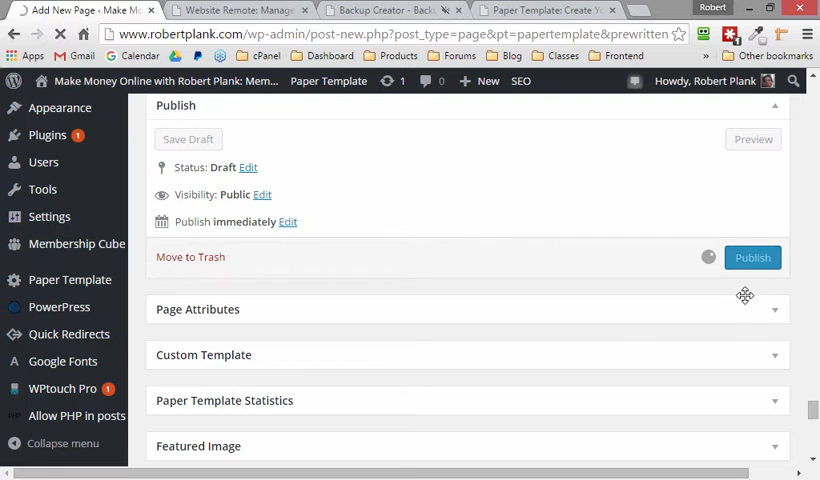 Add New Page ‹ Make Mo
Website Remote: Manage
Backup Creator - Back
Paper Template: Create Yo
Robert
www.robertplank.com/wp-admin/post-new.php?post_type=page&pt=papertemplate&prewritten
Gmail
Calendar
cPanel
Dashboard
Products
Forums
Blog
Classes
Frontend
»
Other bookmarks
Make Money Online with Robert Plank: Mem...
Paper Template
1
0
+ New
SEO
Howdy, Robert Plank
Appearance
Plugins 1
Users
Tools
Settings
Membership Cube
Paper Template
PowerPress
Quick Redirects
Google Fonts
WPtouch Pro 1
Allow PHP in posts
Collapse menu
Publish
Save Draft
Preview
Status: Draft Edit
Visibility: Public Edit
Publish immediately Edit
Move to Trash
Publish
Page Attributes
Custom Template
Paper Template Statistics
Featured Image